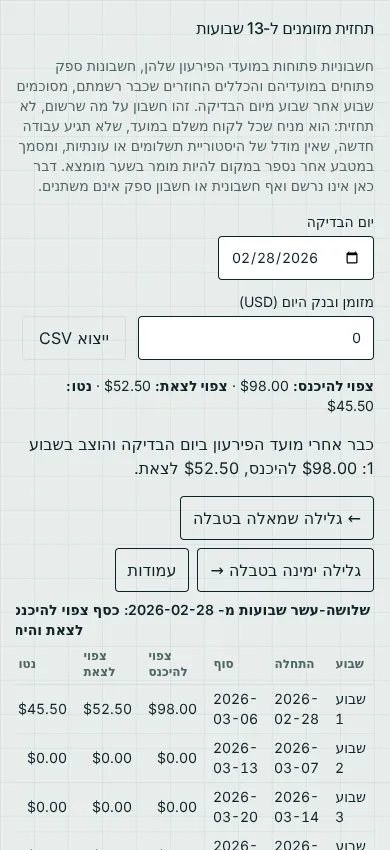 תחזית מזומנים ל-13 שבועות
חשבוניות פתוחות במועדי הפירעון שלהן, חשבונות ספק
פתוחים במועדיהם והכללים החוזרים שכבר רשמתם, מסוכמים
שבוע אחר שבוע מיום הבדיקה. זהו חשבון על מה שרשום, לא
תחזית: הוא מניח שכל לקוח משלם במועד, שלא תגיע עבודה
חדשה, שאין מודל של היסטוריית תשלומים או עונתיות, ומסמך
במטבע אחר נספר במקום להיות מומר בשער מומצא. דבר
כאן אינו נרשם ואף חשבונית או חשבון ספק אינם משתנים.
יום הבדיקה
02/28/2026
מזומן ובנק היום (USD)
0
ייצוא CSV
צפוי להיכנס: $98.00 · צפוי לצאת: $52.50 · נטו:
$45.50
כבר אחרי מועד הפירעון ביום הבדיקה והוצב בשבוע
1: $98.00 להיכנס, $52.50 לצאת.
← גלילה שמאלה בטבלה
גלילה ימינה בטבלה →
עמודות
שלושה-עשר שבועות מ- 2026-02-28: כסף צפוי להיכנס
לצאת
שבוע התחלה סוף צפוי להיכנס צפוי לצאת נטו
שבוע 1 2026-02-28 2026-03-06 $98.00 $52.50 $45.50
שבוע 2 2026-03-07 2026-03-13 $0.00 $0.00 $0.00
שבוע 3 2026-03-14 2026-03-20 $0.00 $0.00 $0.00
שבוע 2026- 2026-